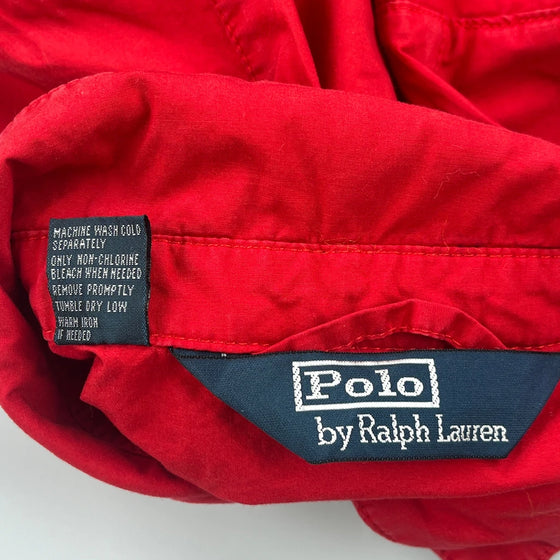 MACHINE WASH COLD
SEPARATELY
ONLY NON-CHLORINE
BLEACH WHEN NEEDED
REMOVE PROMPTLY
TUMBLE DRY LOW
WARM IRON
IF NEEDED
Polo
by Ralph Lauren